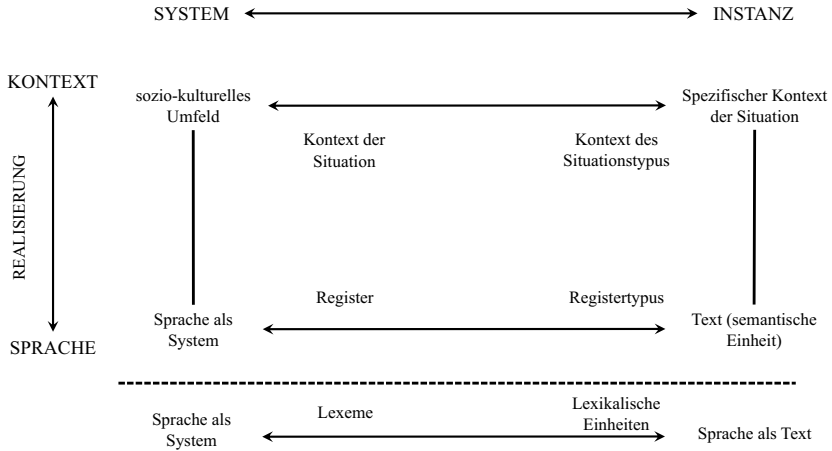 SYSTEM
INSTANZ
KONTEXT
sozio-kulturelles
Umfeld
Spezifischer Kontext
der Situation
Kontext der
Situation
Kontext des
Situationstypus
REALISIERUNG
Register
Registertypus
Sprache als
System
Text (semantische
Einheit)
SPRACHE
Sprache als
System
Lexeme
Lexikalische
Einheiten
Sprache als Text